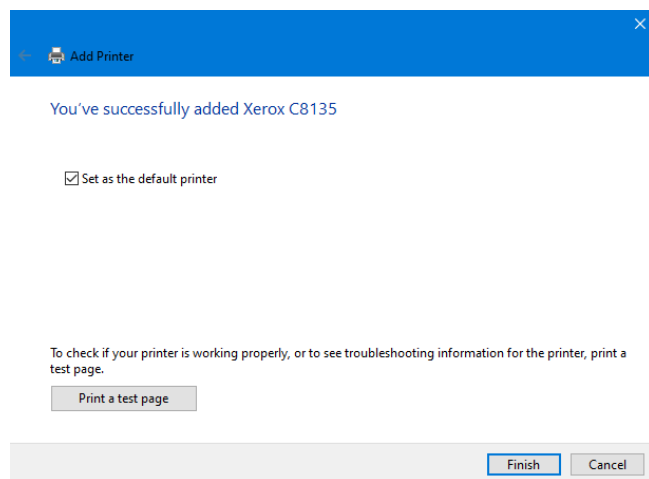 Add Printer
You've successfully added Xerox C8135
Set as the default printer
To check if your printer is working properly, or to see troubleshooting information for the printer, print a
test page.
Print a test page
Finish Cancel